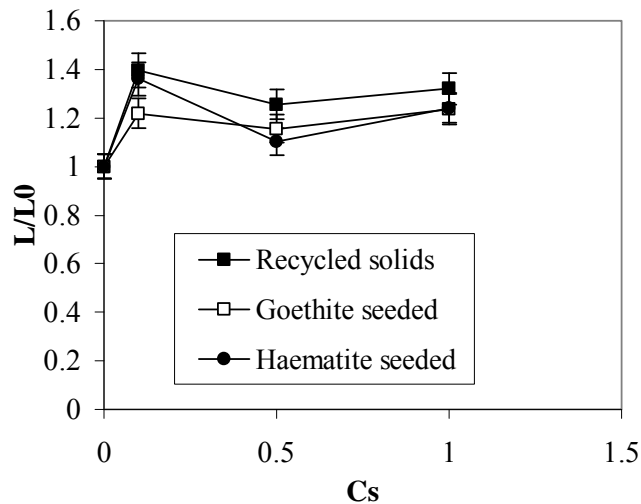 1.6
1.4
1.2
1
0.8
0.6
0.4
0.2
0
L/L0
Recycled solids
Goethite seeded
Haematite seeded
0 0.5 1 1.5
Cs